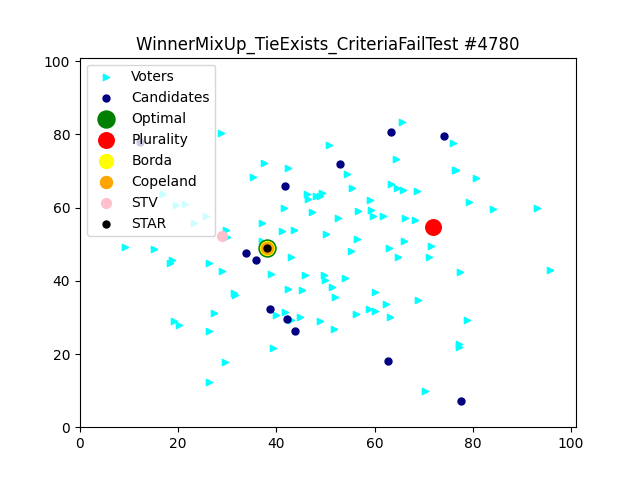 WinnerMixUp_TieExists_CriteriaFailTest #4780
100
80
60
40
20
0
0 20 40 60 80 100
Voters
Candidates
Optimal
Plurality
Borda
Copeland
STV
STAR